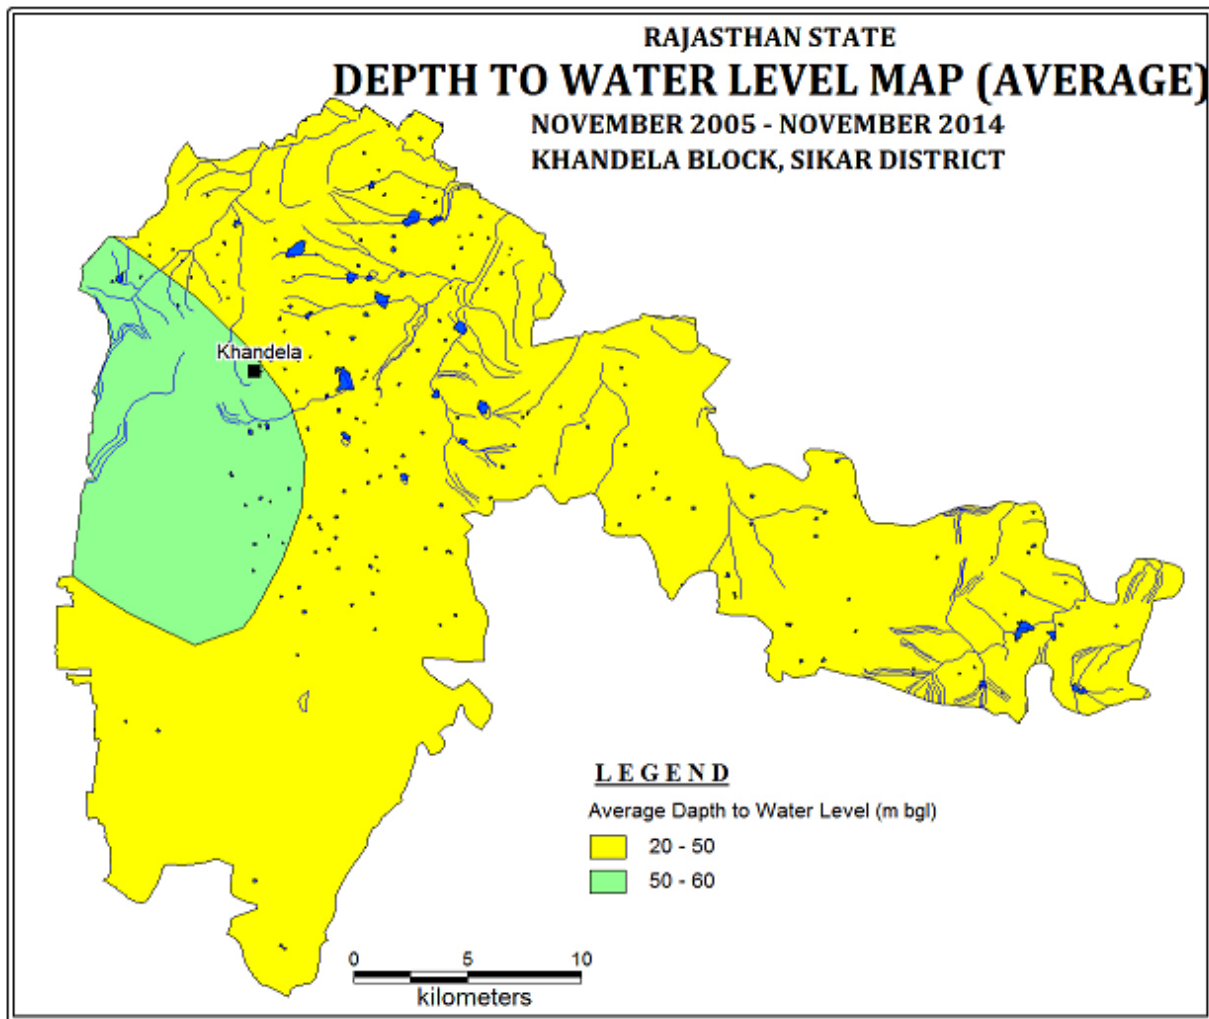 RAJASTHAN STATE
DEPTH TO WATER LEVEL MAP (AVERAGE)
NOVEMBER 2005 - NOVEMBER 2014
KHANDELA BLOCK, SIKAR DISTRICT
Khandela
LEGEND
Average Dapth to Water Level (m bgl)
20 - 50
50 - 60
0 5 10
kilometers